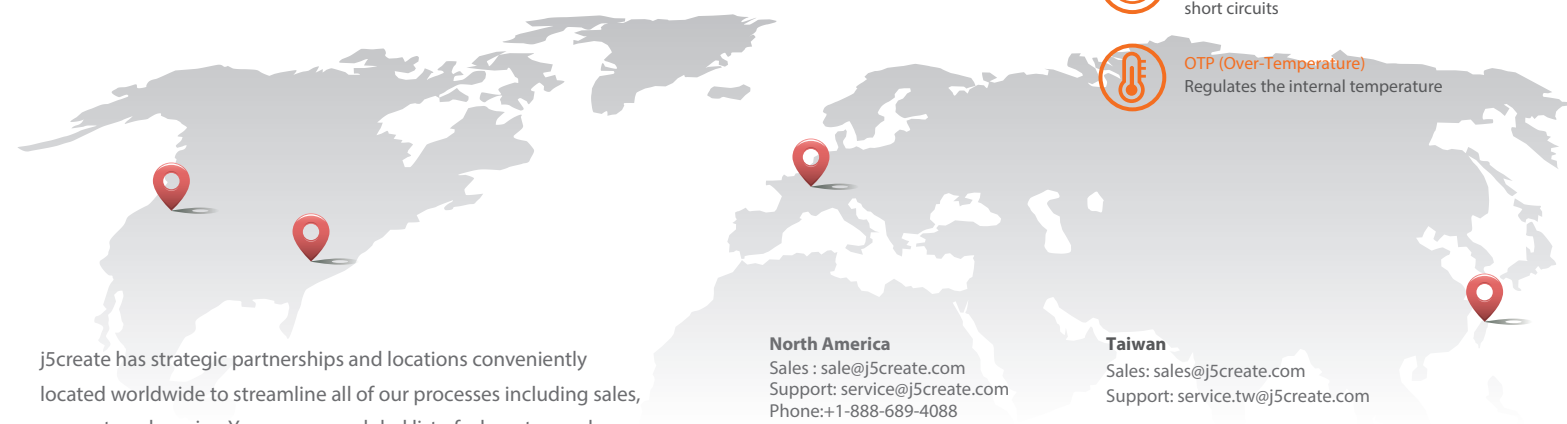 short circuits
OTP (Over-Temperature)
Regulates the internal temperature
j5create has strategic partnerships and locations conveniently
located worldwide to streamline all of our processes including sales,
North America
Sales : sale@j5create.com
Support: service@j5create.com
Phone:+1-888-689-4088
Taiwan
Sales: sales@j5create.com
Support: service.tw@j5create.com